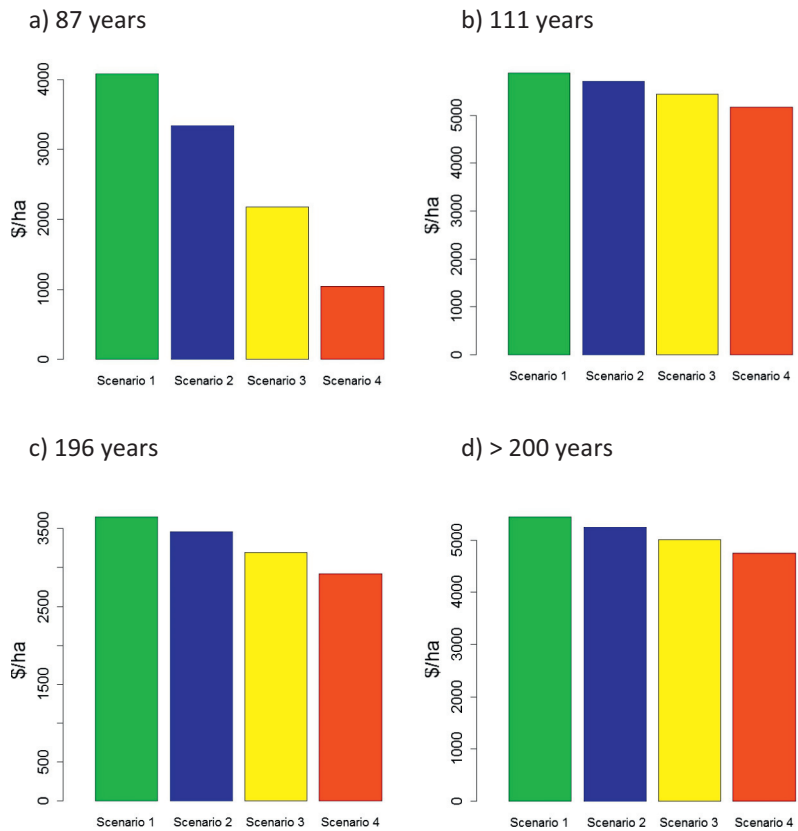 a) 87 years
$/ha
4000
3000
2000
1000
0
Scenario 1 Scenario 2 Scenario 3 Scenario 4
b) 111 years
$/ha
5000
4000
3000
2000
1000
0
Scenario 1 Scenario 2 Scenario 3 Scenario 4
c) 196 years
$/ha
3500
2500
1500
500
0
Scenario 1 Scenario 2 Scenario 3 Scenario 4
d) > 200 years
$/ha
5000
4000
3000
2000
1000
0
Scenario 1 Scenario 2 Scenario 3 Scenario 4